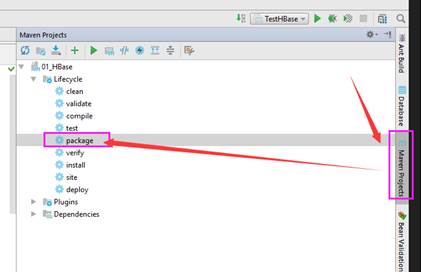 TestHBase
Maven Projects
01_HBase
Lifecycle
clean
validate
compile
test
package
verify
install
site
deploy
Plugins
Dependencies
Ant Build
Database
Maven Projects
Bean Validation